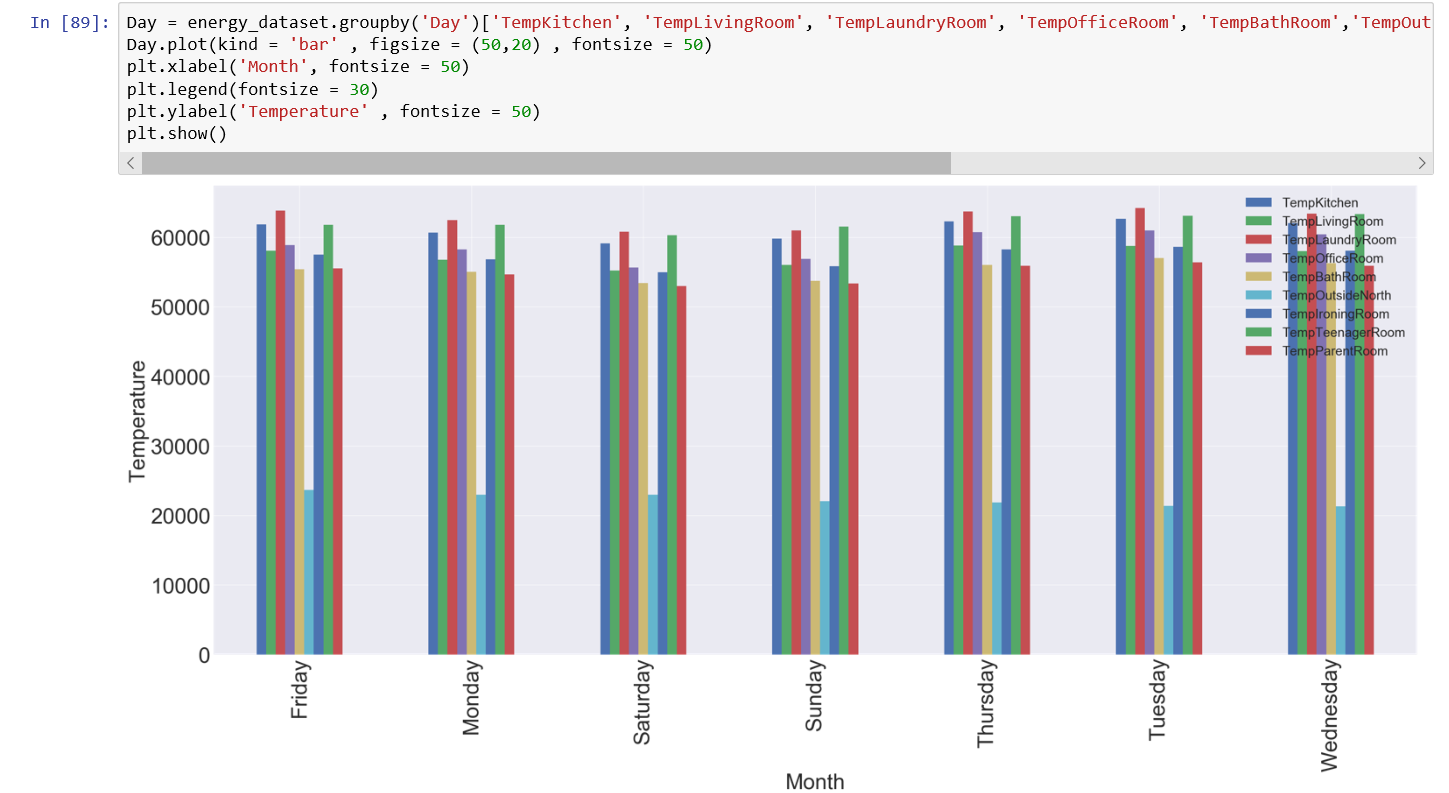 In [89]: Day = energy_dataset.groupby('Day')['TempKitchen', 'TempLivingRoom', 'TempLaundryRoom', 'TempOfficeRoom', 'TempBathRoom','TempOut
Day.plot(kind = 'bar' , figsize = (50,20) , fontsize = 50)
plt.xlabel('Month', fontsize = 50)
plt.legend(fontsize = 30)
plt.ylabel('Temperature' , fontsize = 50)
plt.show()
TempKitchen
TempLivingRoom
TempLaundryRoom
TempOfficeRoom
TempBathRoom
TempOutsideNorth
TempIroningRoom
TempTeenagerRoom
TempParentRoom
60000
50000
40000
30000
20000
10000
0
Temperature
Friday
Monday
Saturday
Sunday
Thursday
Tuesday
Wednesday
Month